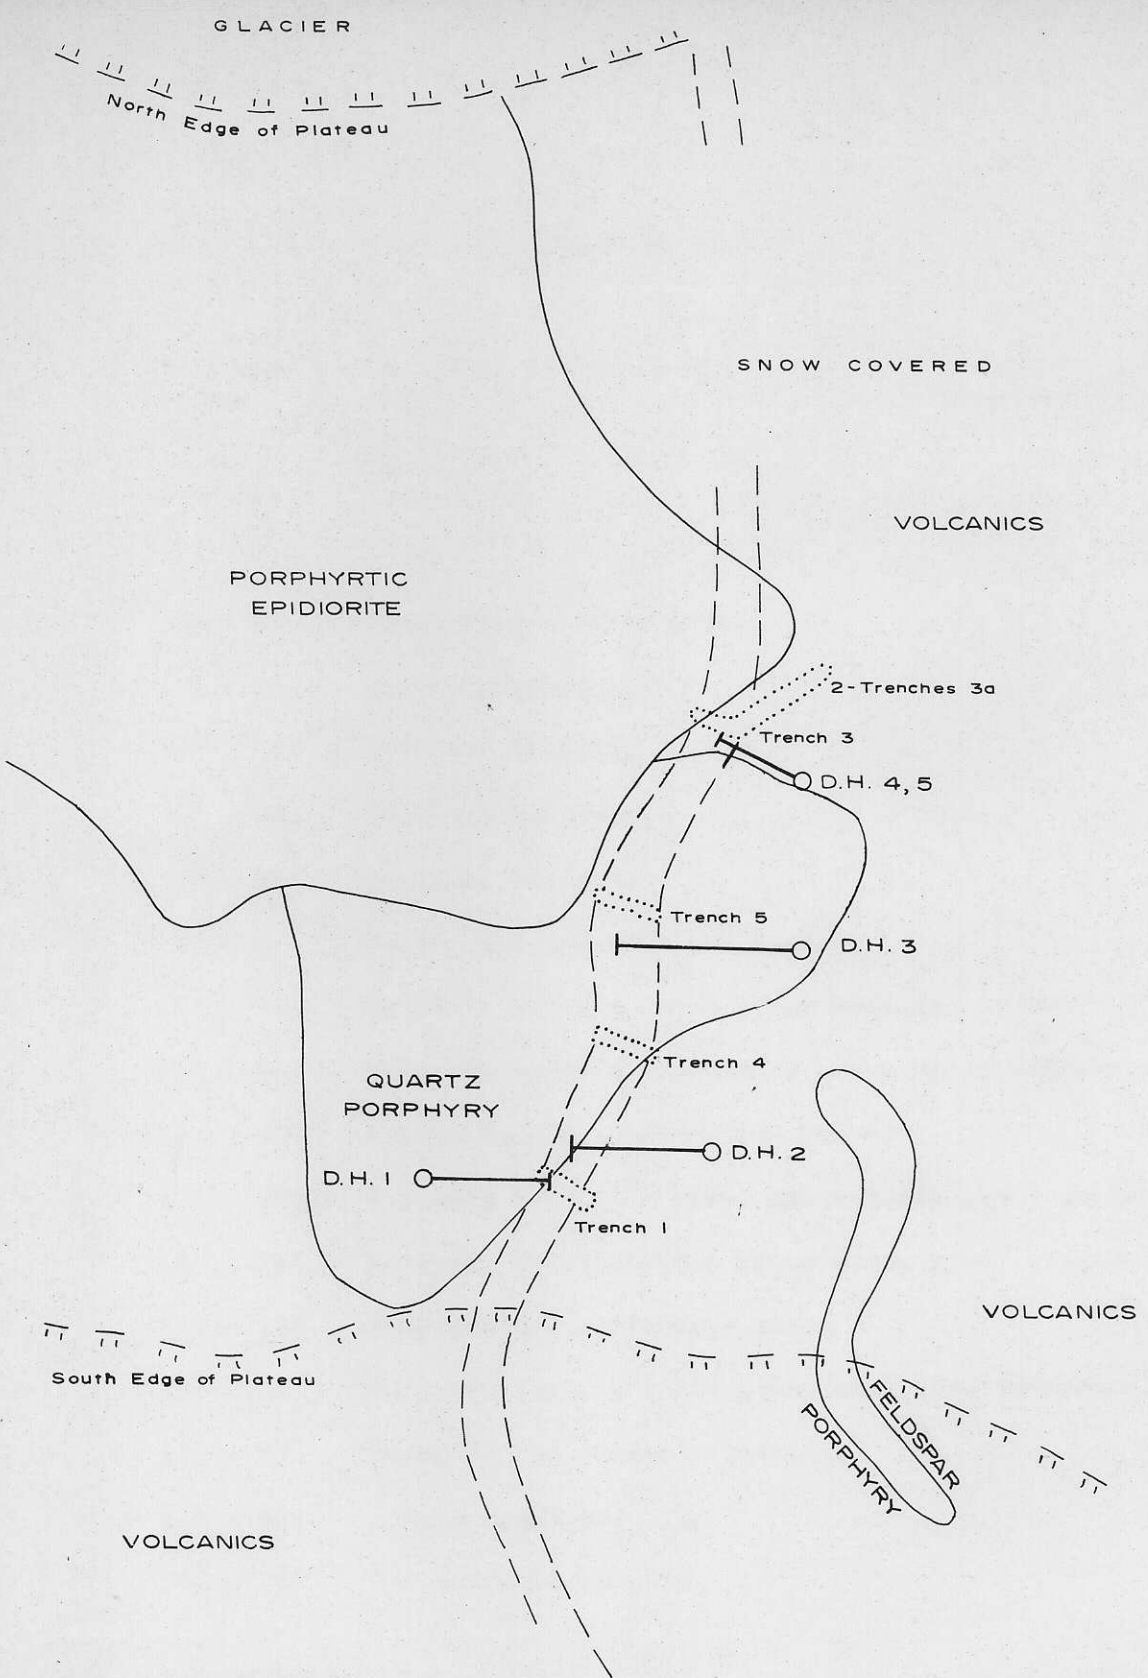 GLACIER
North Edge of Plateau
SNOW COVERED
VOLCANICS
PORPHYRTIC
EPIDIORITE
2-Trenches 3a
Trench 3
D.H. 4,5
Trench 5
D.H. 3
Trench 4
QUARTZ
PORPHYRY
D.H. 2
D.H. 1
Trench 1
VOLCANICS
South Edge of Plateau
FELDSPAR
PORPHYRY
VOLCANICS